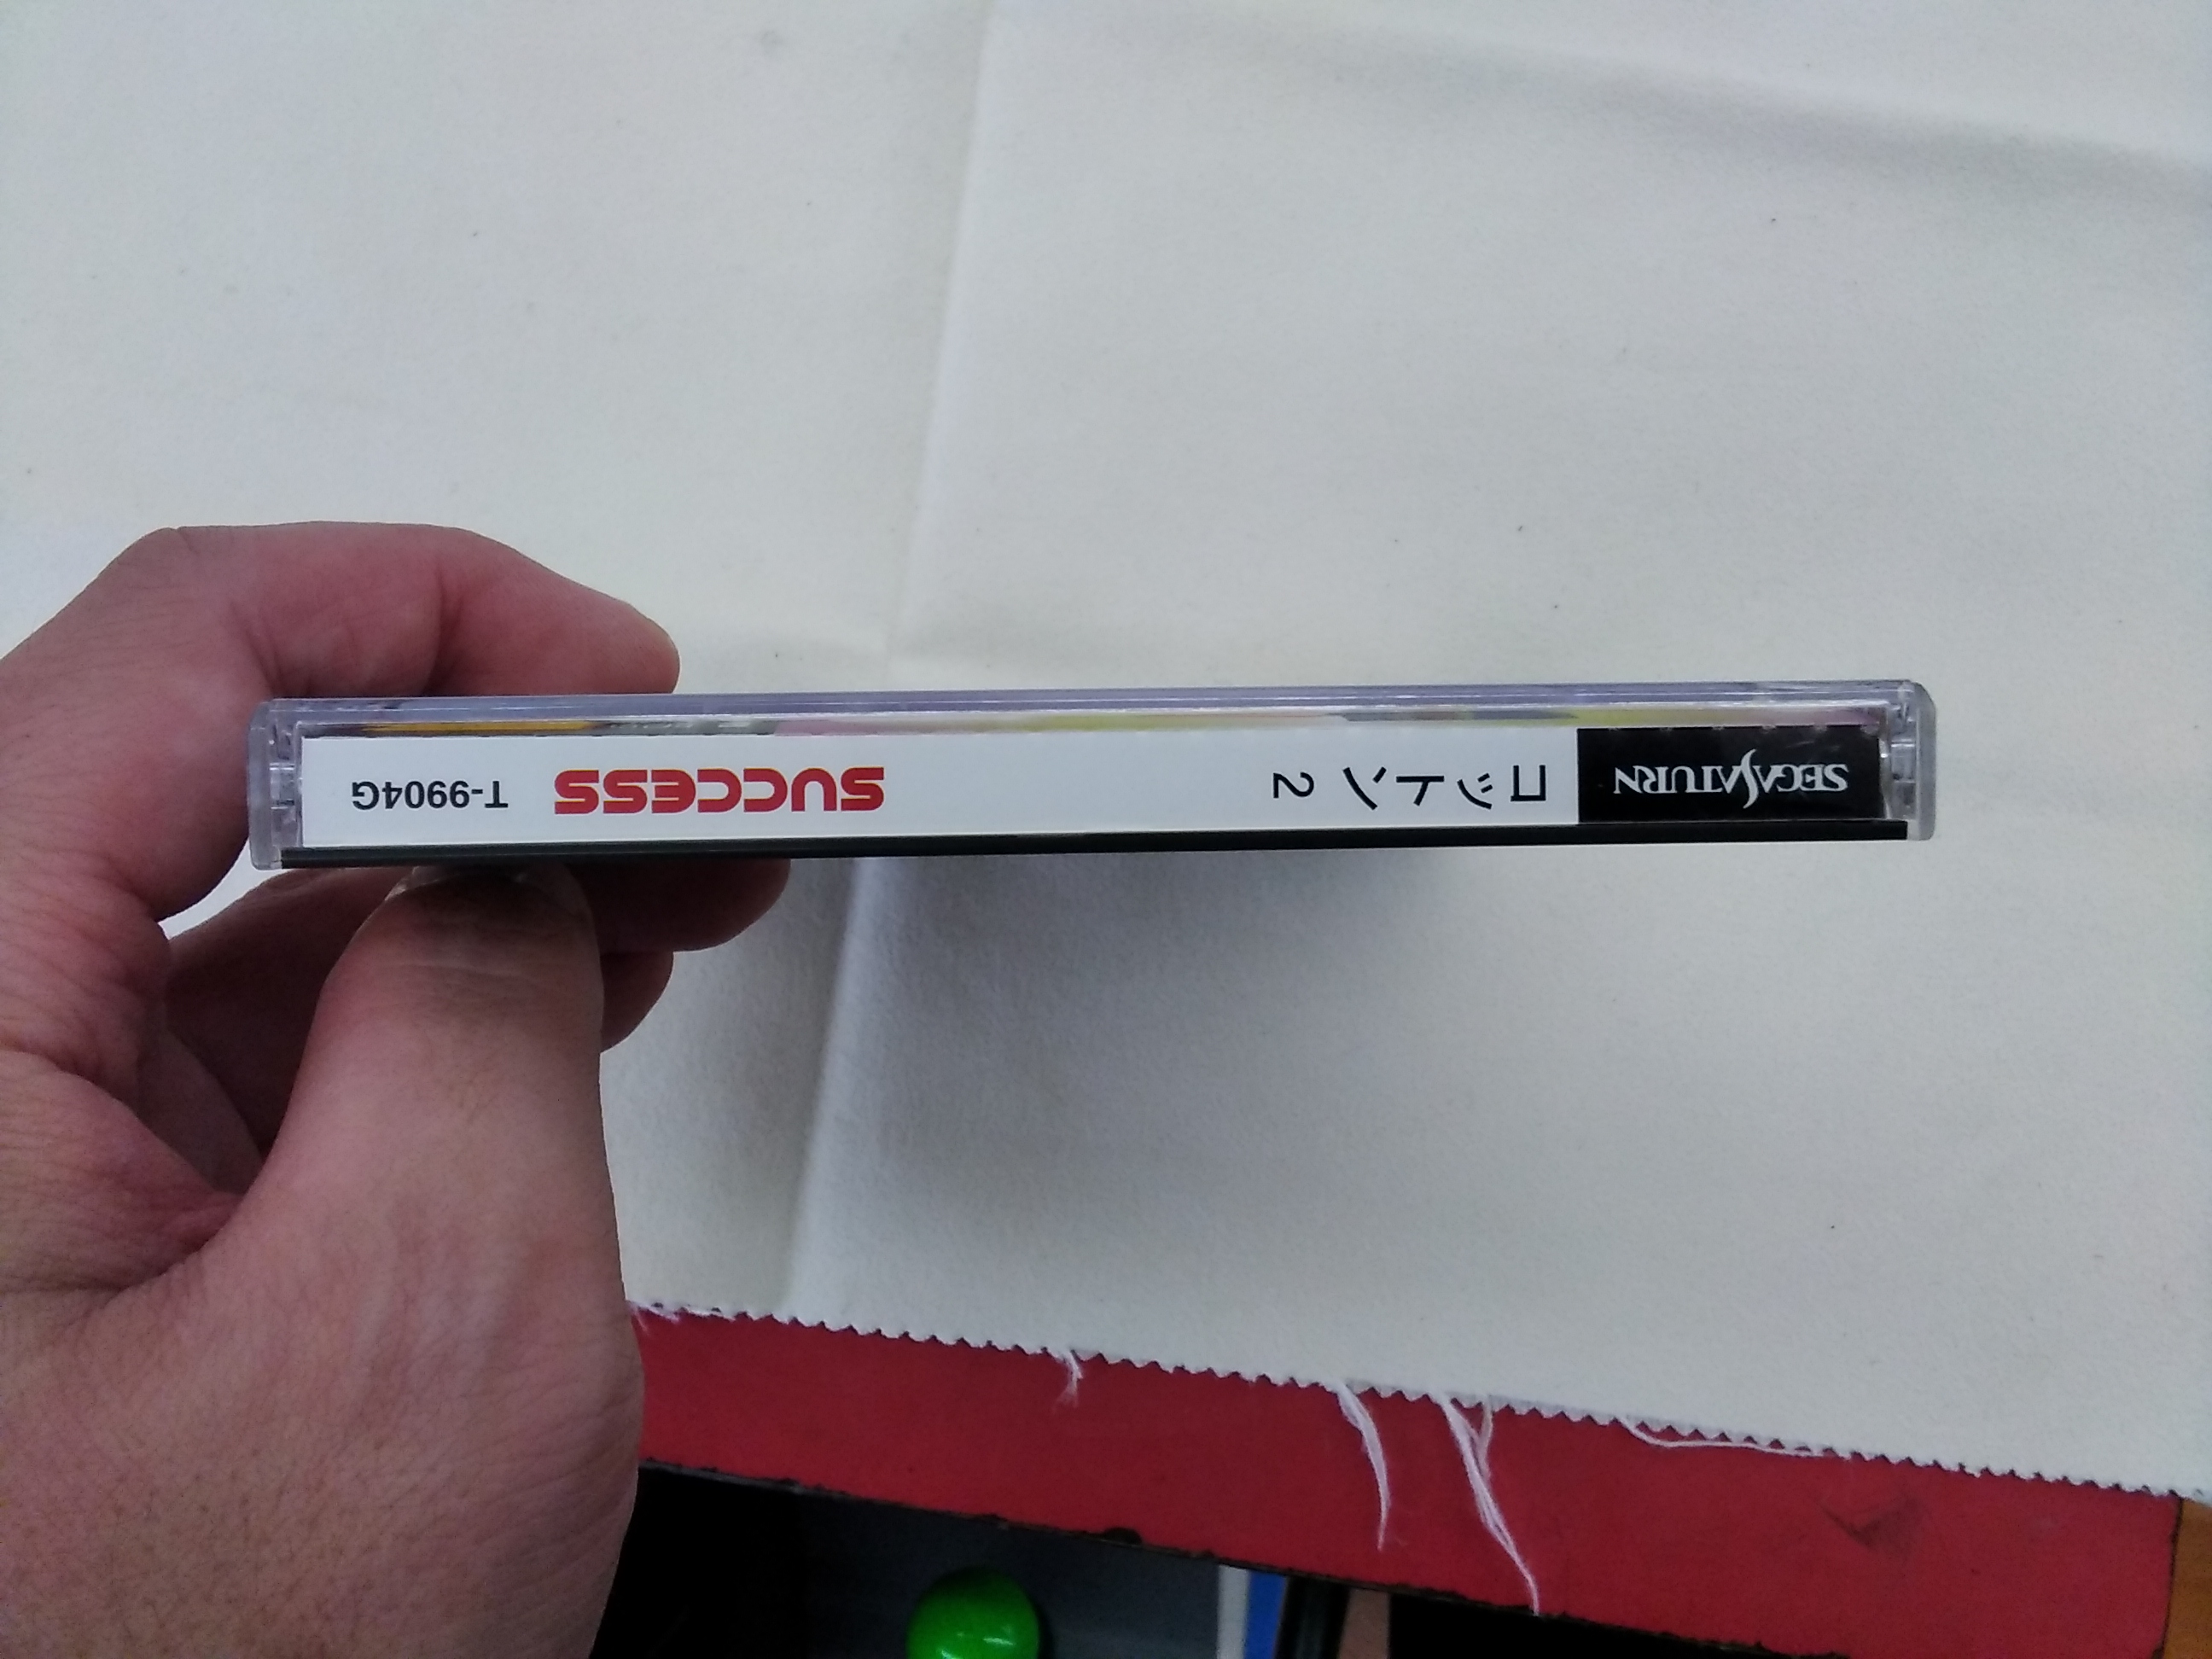 SEGA SATURN
コットン 2
SUCCESS
T-9904G